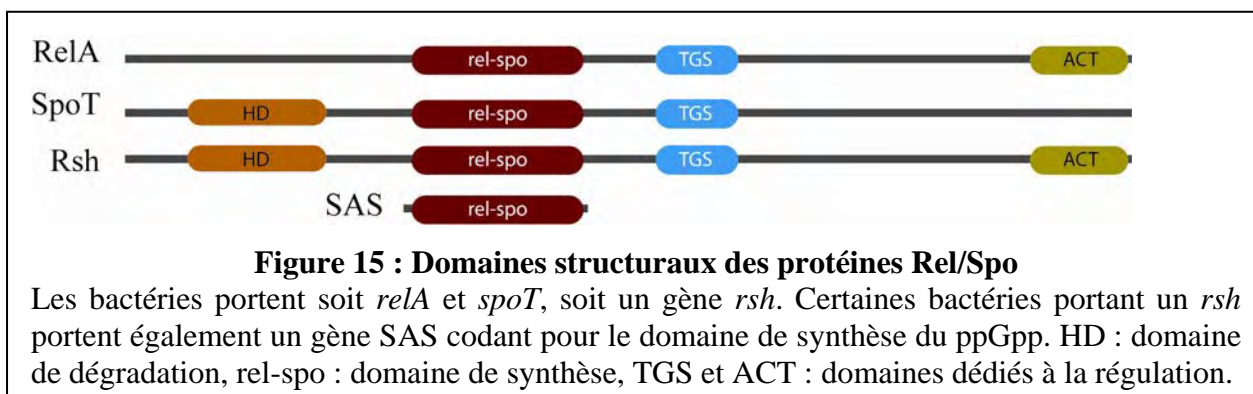 RelA rel-spo TGS ACT
SpoT HD rel-spo TGS
Rsh HD rel-spo TGS ACT
SAS rel-spo
Figure 15 : Domaines structuraux des protéines Rel/Spo
Les bactéries portent soit relA et spoT, soit un gène rsh. Certaines bactéries portant un rsh
portent également un gène SAS codant pour le domaine de synthèse du ppGpp. HD : domaine
de dégradation, rel-spo : domaine de synthèse, TGS et ACT : domaines dédiés à la régulation.